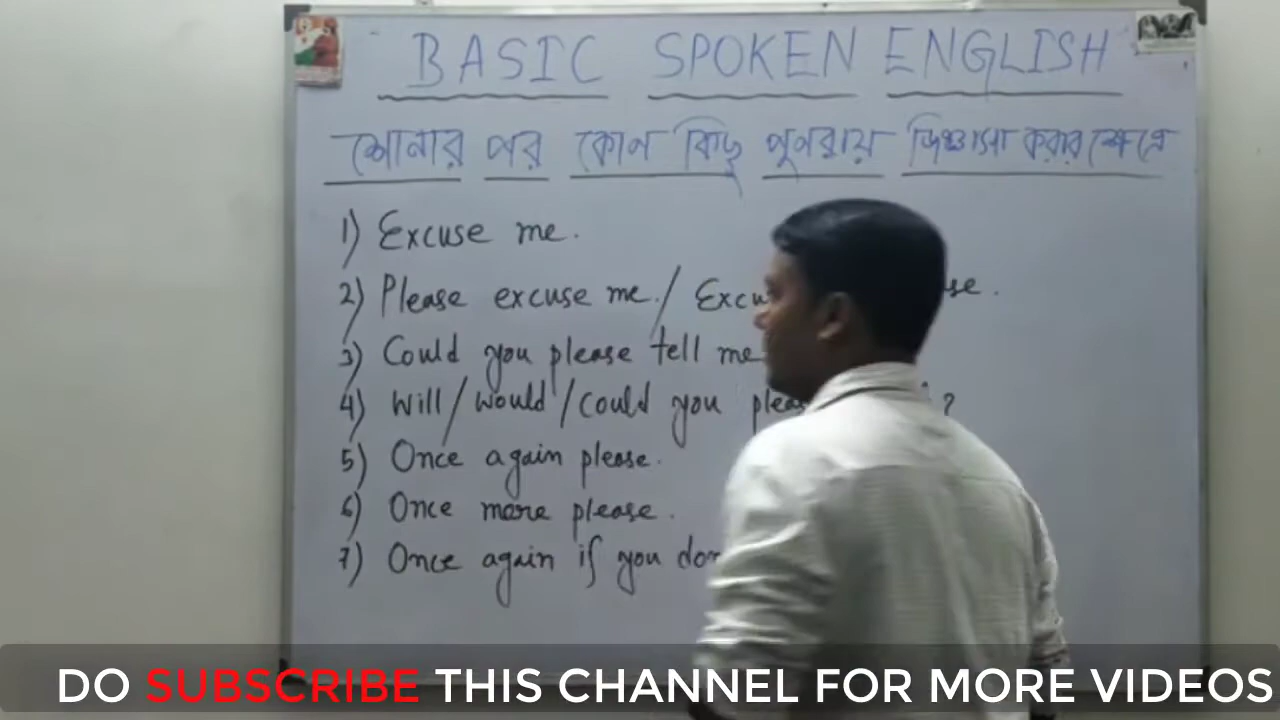 BASIC SPOKEN ENGLISH
শোনার পর কোন কিছু পুনরায় জিজ্ঞাসা করার ক্ষেত্রে
1) Excuse me.
2) Please excuse me. /
3) Could you please tell me
4) Will/would/could you ?
5) Once again please.
6) Once more please.
7) Once again if you
DO SUBSCRIBE THIS CHANNEL FOR MORE VIDEOS